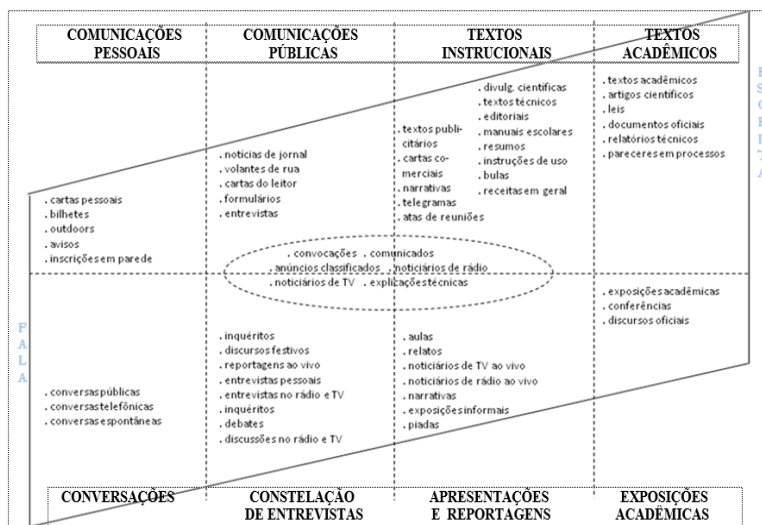 COMUNICAÇÕES
PESSOAIS
COMUNICAÇÕES
PÚBLICAS
TEXTOS
INSTRUCIONAIS
TEXTOS
ACADÊMICOS
E
S
C
R
I
T
A
. cartas pessoais
. bilhetes
. outdoors
. avisos
. inscrições em parede
. notícias de jornal
. volantes de rua
. cartas do leitor
. formulários
. entrevistas
. textos publi-
citários
. cartas co-
merciais
. narrativas
. telegramas
. atas de reuniões
. divulg. científicas
. textos técnicos
. editoriais
. manuais escolares
. resumos
. instruções de uso
. bulas
. receitas em geral
. textos acadêmicos
. artigos científicos
. leis
. documentos oficiais
. relatórios técnicos
. pareceres em processos
. convocações . comunicados
. anúncios classificados . noticiários de rádio
. noticiários de TV . explicações técnicas
F
A
L
A
. conversas públicas
. conversas telefônicas
. conversas espontâneas
. inquéritos
. discursos festivos
. reportagens ao vivo
. entrevistas pessoais
. entrevistas no rádio e TV
. inquéritos
. debates
. discussões no rádio e TV
. aulas
. relatos
. noticiários de TV ao vivo
. noticiários de rádio ao vivo
. narrativas
. exposições informais
. piadas
. exposições acadêmicas
. conferências
. discursos oficiais
CONVERSAÇÕES
CONSTELAÇÃO
DE ENTREVISTAS
APRESENTAÇÕES
E REPORTAGENS
EXPOSIÇÕES
ACADÊMICAS